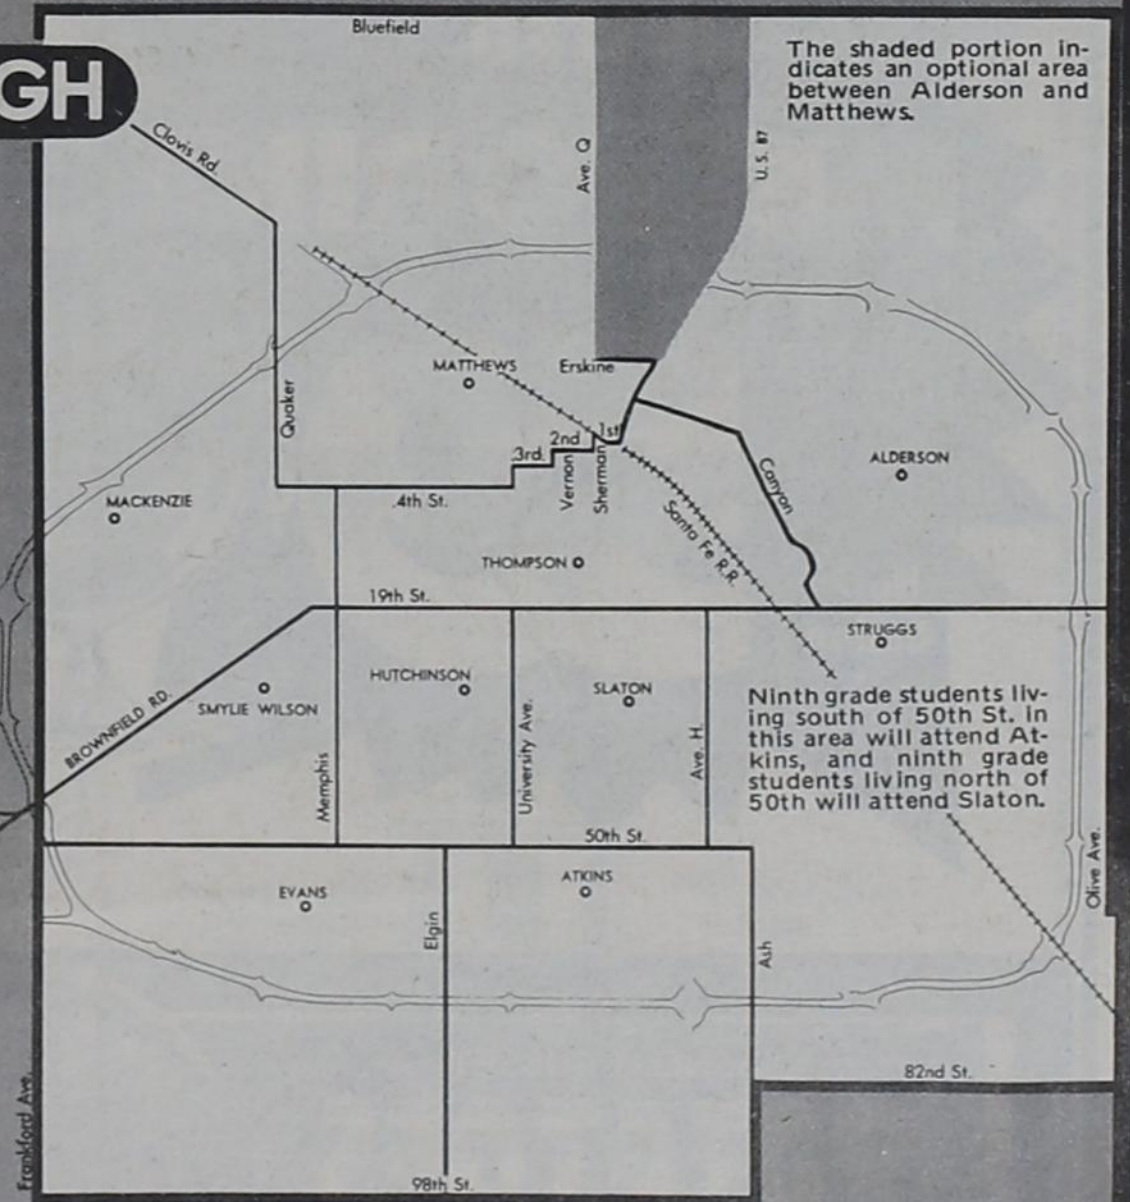 Bluefield
GH
The shaded portion in-
dicates an optional area
between Alderson and
Matthews.
Clovis Rd.
Ave. Q
U.S. 87
MATTHEWS
Erskine
Quaker
1st
2nd
3rd.
Vernon
Sherman
4th St.
Canyon
ALDERSON
MACKENZIE
Santa Fe R.R.
THOMPSON
19th St.
STRUGGS
HUTCHINSON
SLATON
SMYLIE WILSON
BROWNFIELD RD.
Memphis
University Ave.
Ave. H.
Ninth grade students liv-
ing south of 50th St. in
this area will attend At-
kins, and ninth grade
students living north of
50th will attend Slaton.
50th St.
Olive Ave.
EVANS
ATKINS
Elgin
Ash
82nd St.
Frankford Ave.
98th St.